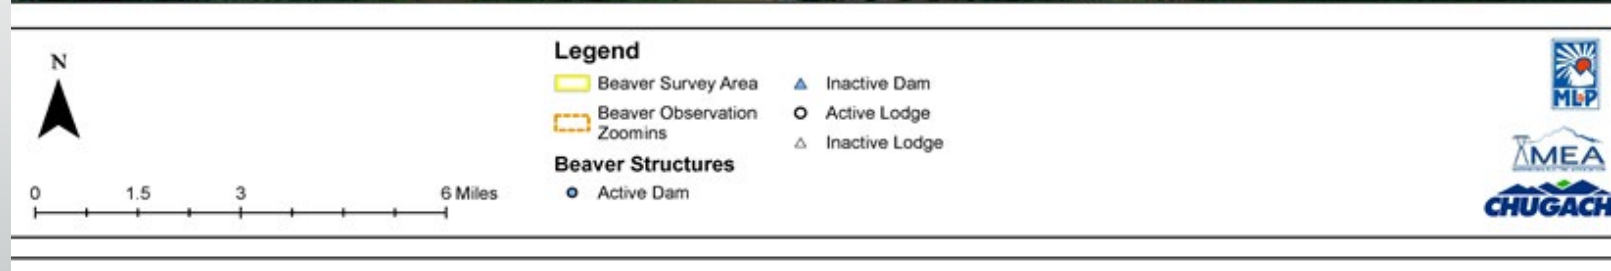 N
0 1.5 3 6 Miles
Legend
Beaver Survey Area
Beaver Observation
Zoomins
Beaver Structures
Active Dam
Inactive Dam
Active Lodge
Inactive Lodge
ML&P
MEA
CHUGACH